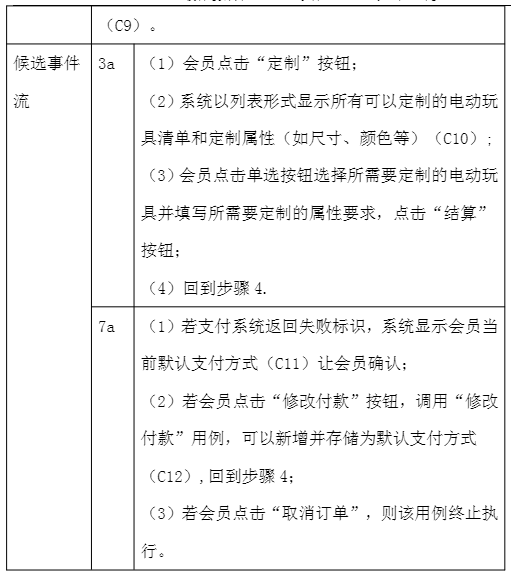 （C9）。
候选事件 3a （1）会员点击“定制”按钮；
流 （2）系统以列表形式显示所有可以定制的电动玩
具清单和定制属性（如尺寸、颜色等）（C10）；
（3）会员点击单选按钮选择所需要定制的电动玩
具并填写所需要定制的属性要求，点击“结算”
按钮；
（4）回到步骤4.
7a （1）若支付系统返回失败标识，系统显示会员当
前默认支付方式（C11）让会员确认；
（2）若会员点击“修改付款”按钮，调用“修改
付款”用例，可以新增并存储为默认支付方式
（C12）,回到步骤4；
（3）若会员点击“取消订单”，则该用例终止执
行。